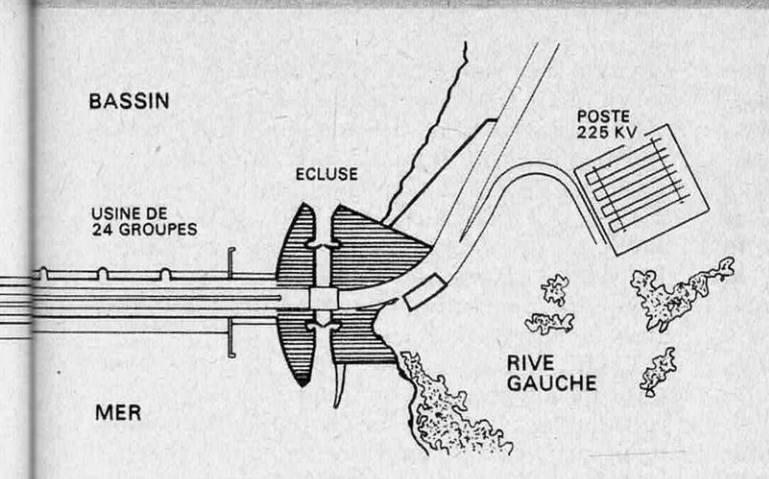 BASSIN
POSTE
225 KV
ECLUSE
USINE DE
24 GROUPES
RIVE
GAUCHE
MER